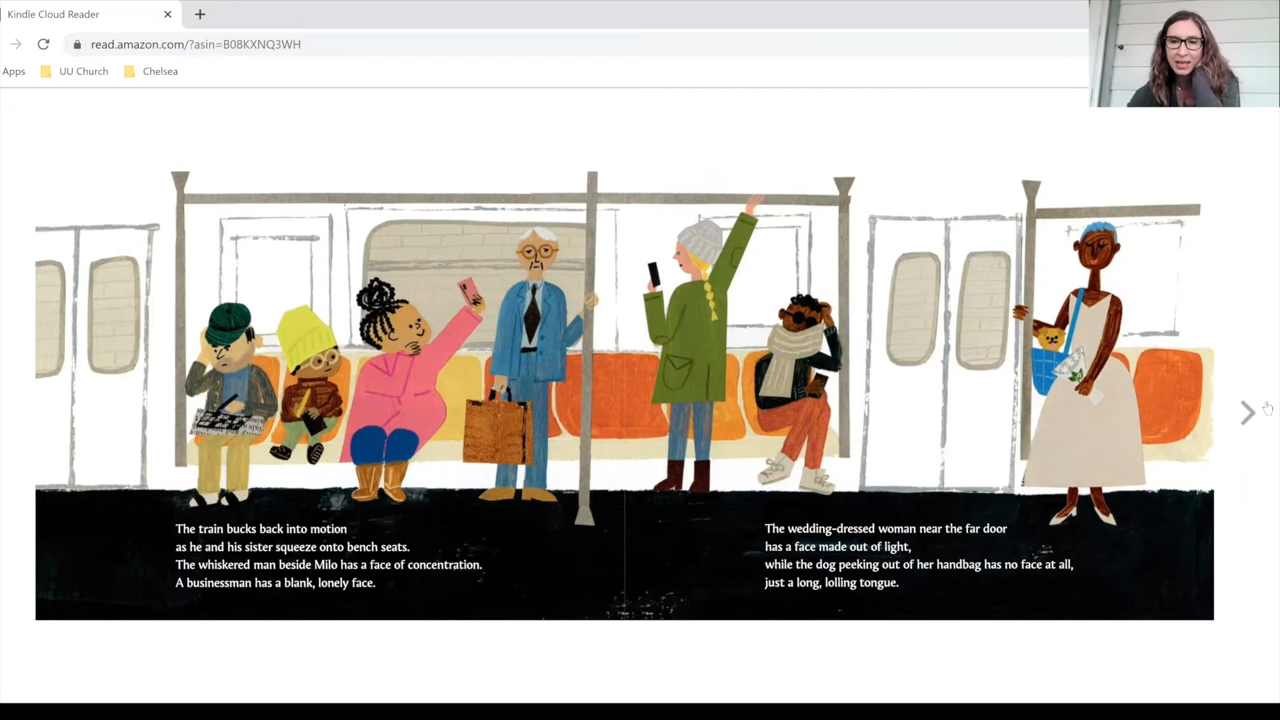 Kindle Cloud Reader
read.amazon.com/?asin=B08KXNQ3WH
Apps
UU Church
Chelsea
The train bucks back into motion
as he and his sister squeeze onto bench seats.
The whiskered man beside Milo has a face of concentration.
A businessman has a blank, lonely face.
The wedding-dressed woman near the far door
has a face made out of light,
while the dog peeking out of her handbag has no face at all,
just a long, lolling tongue.